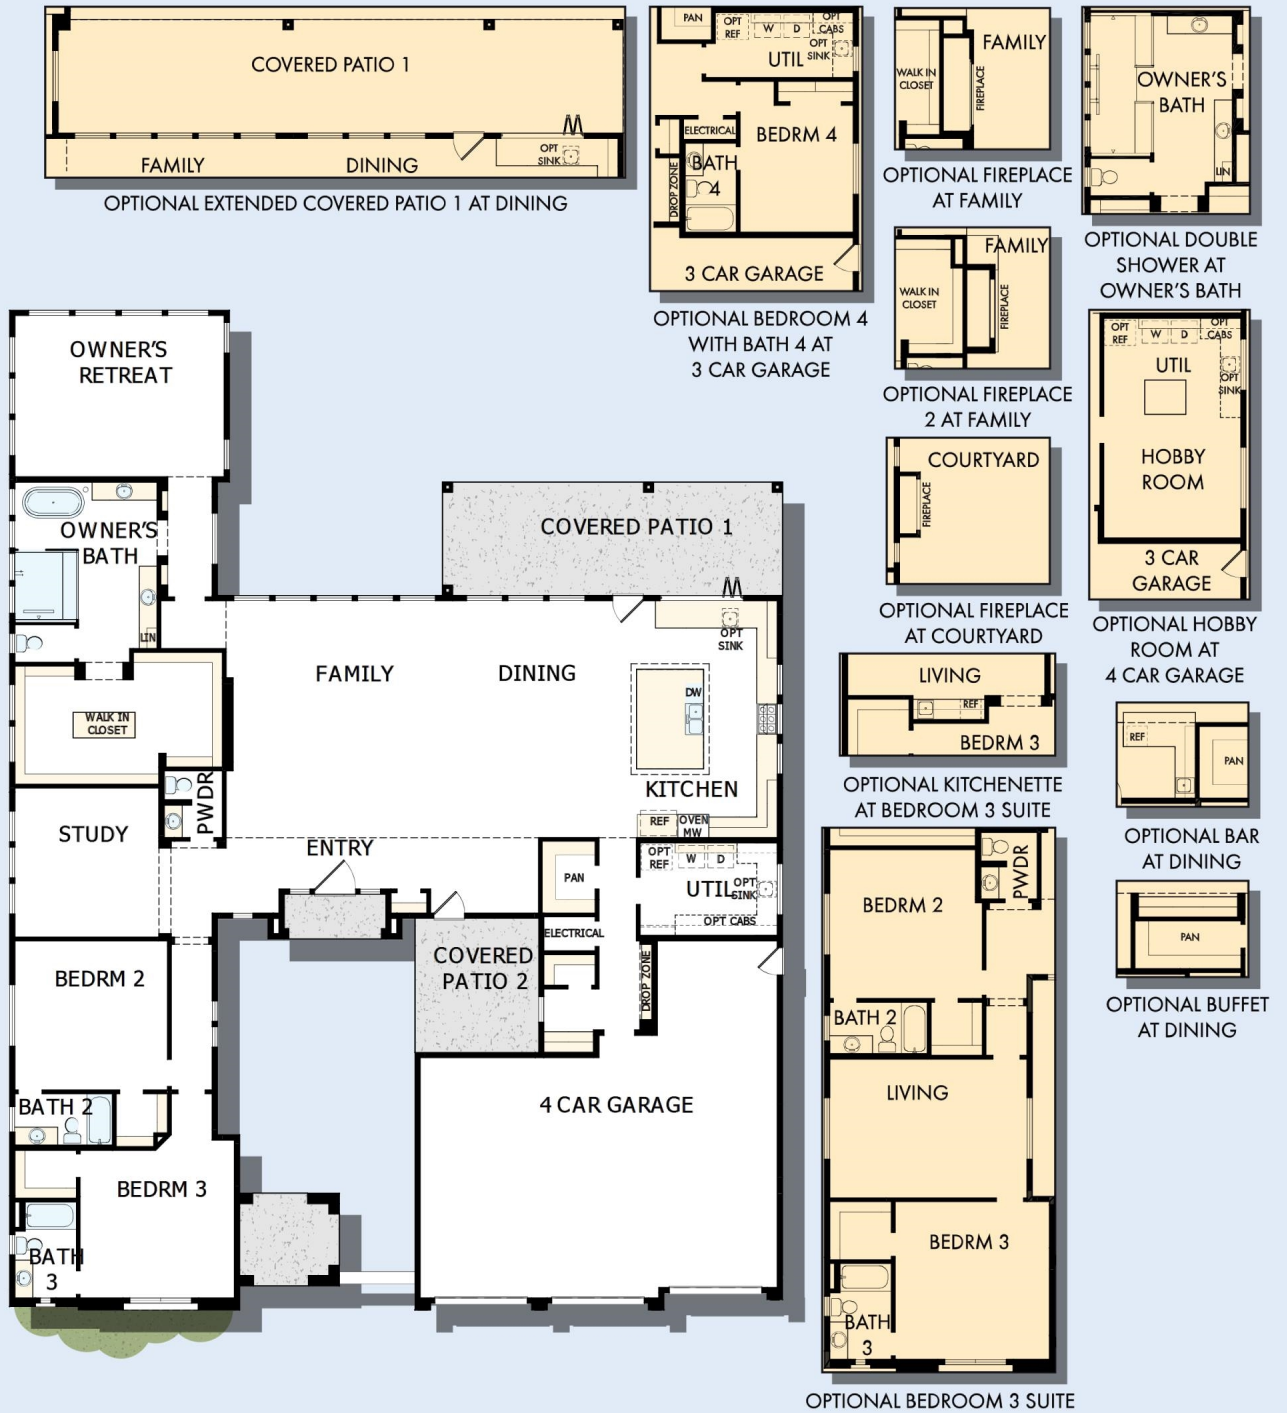 COVERED PATIO 1
FAMILY
DINING
OPT
SINK
OPTIONAL EXTENDED COVERED PATIO 1 AT DINING
PAN
OPT
REF
W
D
OPT
CABS
OPT
SINK
UTIL
ELECTRICAL
BEDRM 4
BATH
4
DROP ZONE
3 CAR GARAGE
OPTIONAL BEDROOM 4
WITH BATH 4 AT
3 CAR GARAGE
FAMILY
WALK IN
CLOSET
FIREPLACE
OPTIONAL FIREPLACE
AT FAMILY
OWNER'S
BATH
LIN
OPTIONAL DOUBLE
SHOWER AT
OWNER'S BATH
FAMILY
WALK IN
CLOSET
FIREPLACE
OPTIONAL FIREPLACE
2 AT FAMILY
OPT
REF
W
D
OPT
CABS
UTIL
OPT
SINK
HOBBY
ROOM
3 CAR
GARAGE
OPTIONAL HOBBY
ROOM AT
4 CAR GARAGE
COURTYARD
FIREPLACE
OPTIONAL FIREPLACE
AT COURTYARD
LIVING
REF
BEDRM 3
OPTIONAL KITCHENETTE
AT BEDROOM 3 SUITE
REF
PAN
OPTIONAL BAR
AT DINING
PAN
OPTIONAL BUFFET
AT DINING
OWNER'S
RETREAT
OWNER'S
BATH
LIN
WALK IN
CLOSET
PWDR
STUDY
COVERED PATIO 1
FAMILY
DINING
OPT
SINK
DW
KITCHEN
REF
OVEN
MW
ENTRY
PAN
OPT
REF
W
D
UTIL
OPT
SINK
OPT CABS
ELECTRICAL
DROP ZONE
COVERED
PATIO 2
BEDRM 2
BATH 2
4 CAR GARAGE
BEDRM 3
BATH
3
BEDRM 2
PWDR
BATH 2
LIVING
BEDRM 3
BATH
3
OPTIONAL BEDROOM 3 SUITE